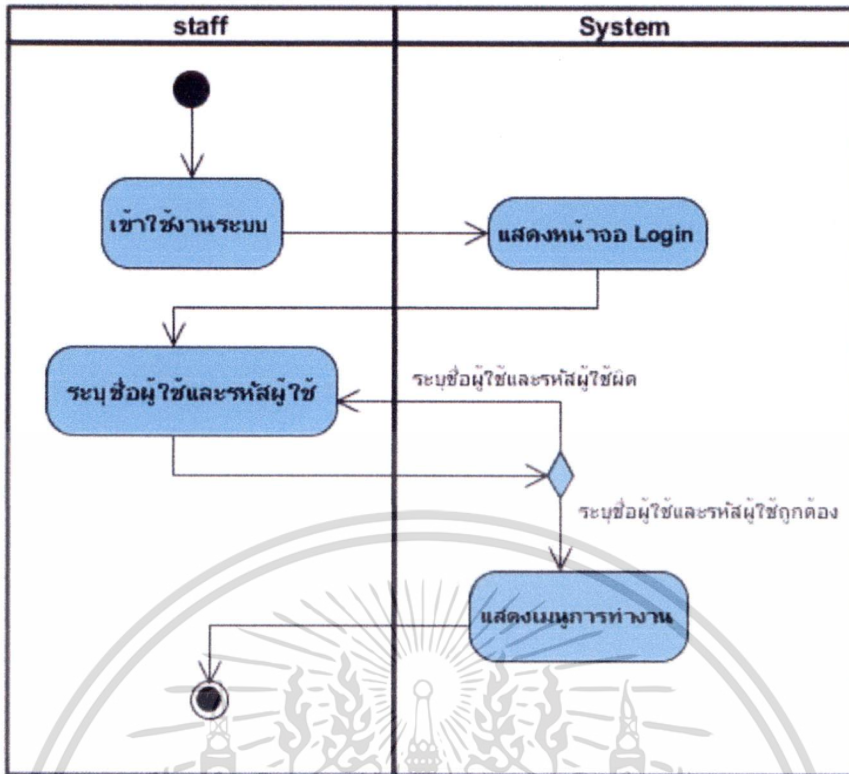 staff
System
เข้าใช้งานระบบ
แสดงหน้าจอ Login
ระบุชื่อผู้ใช้และรหัสผู้ใช้
ระบุชื่อผู้ใช้และรหัสผู้ใช้ผิด
ระบุชื่อผู้ใช้และรหัสผู้ใช้ถูกต้อง
แสดงเมนูการทำงาน